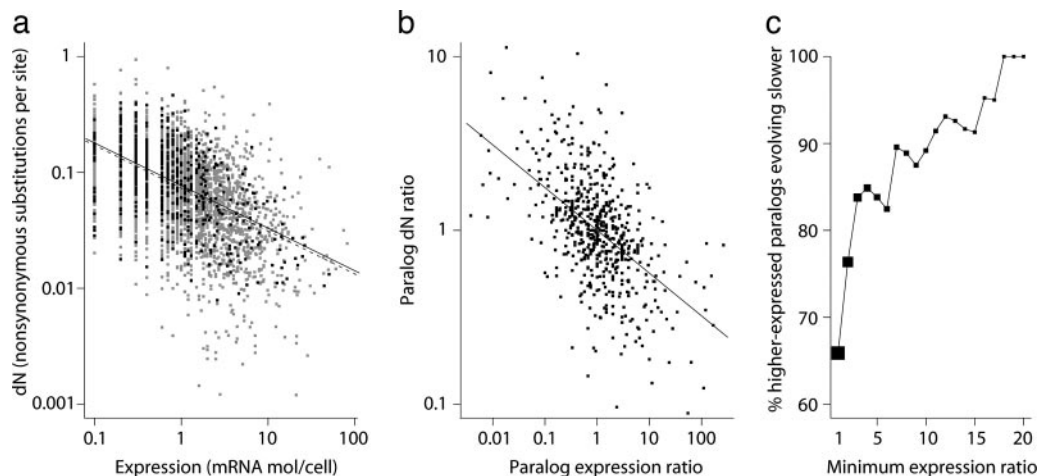 a
dN (nonsynonymous substitutions per site)
1
0.1
0.01
0.001
0.1
1
10
100
Expression (mRNA mol/cell)
b
Paralog dN ratio
10
1
0.1
0.01
0.1
1
10
100
Paralog expression ratio
c
% higher-expressed paralogs evolving slower
100
90
80
70
60
1
5
10
15
20
Minimum expression ratio